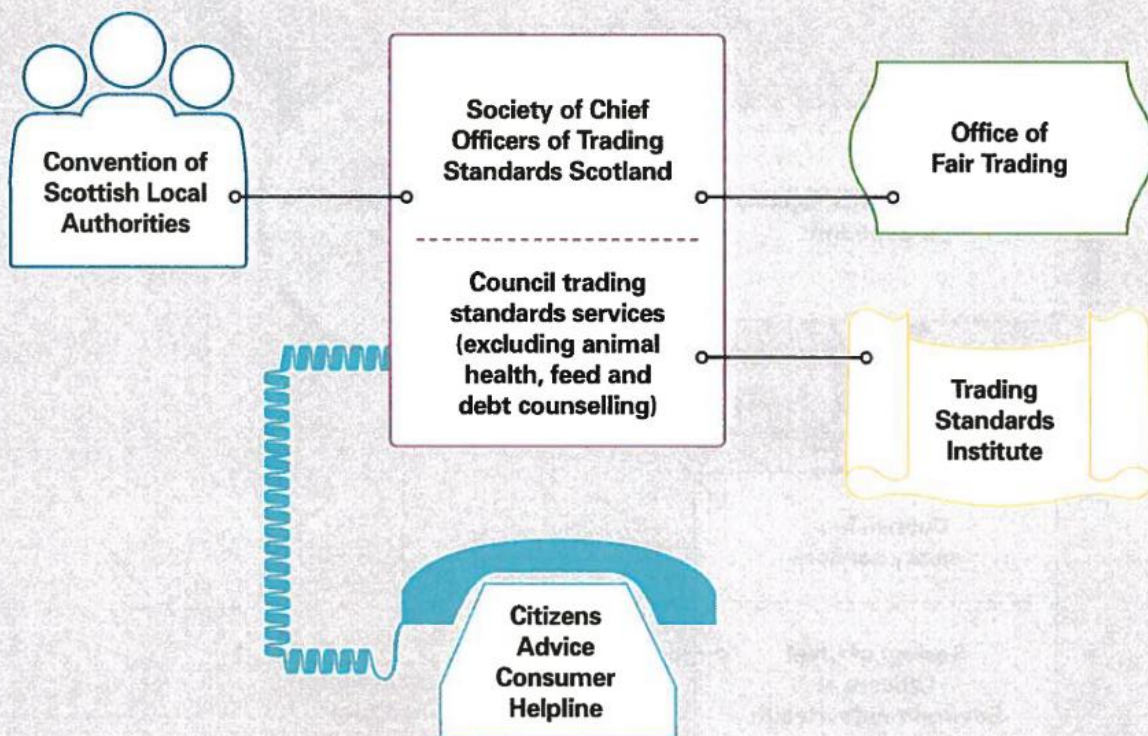 Convention of
Scottish Local
Authorities
Society of Chief
Officers of Trading
Standards Scotland
Council trading
standards services
(excluding animal
health, feed and
debt counselling)
Office of
Fair Trading
Trading
Standards
Institute
Citizens
Advice
Consumer
Helpline